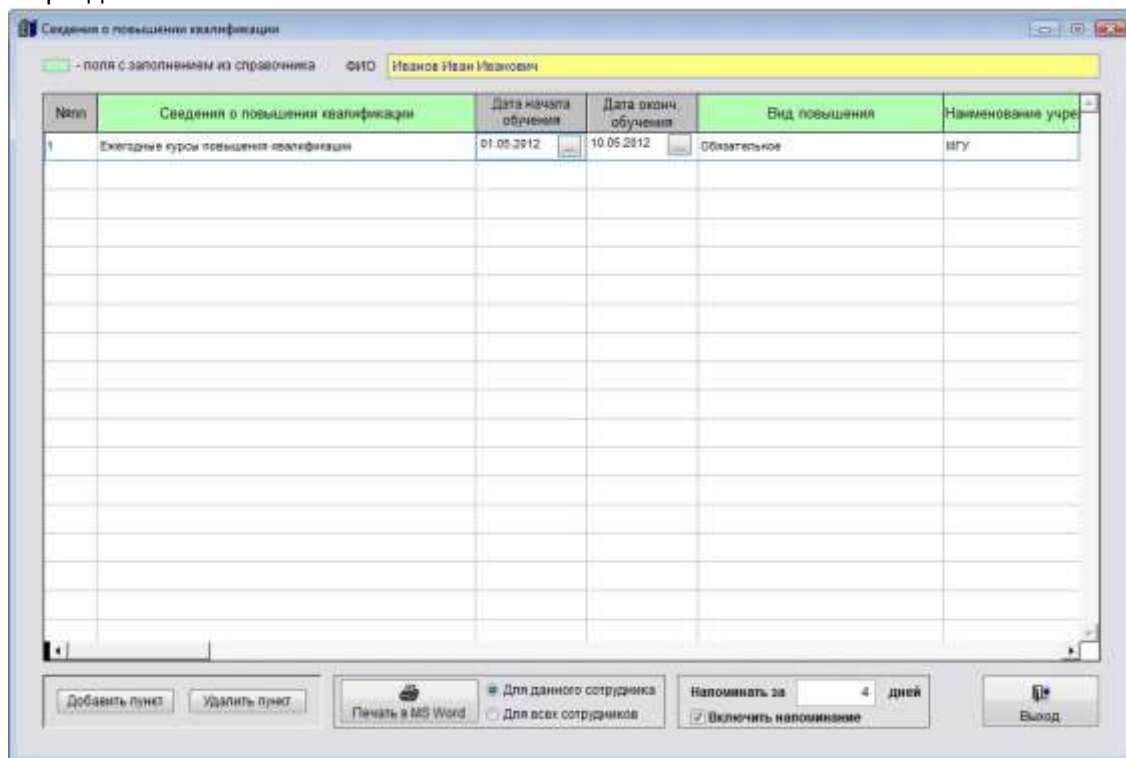 Сведения о повышении квалификации
- поля с заполнением из справочника ФИО Иванов Иван Иванович
№пп Сведения о повышении квалификации Дата начала обучения Дата оконч. обучения Вид повышения Наименование учре
1 Ежегодные курсы повышения квалификации 01.05.2012 ... 10.05.2012 ... Обязательное МГУ
Добавить пункт Удалить пункт Печать в MS Word Для данного сотрудника
Для всех сотрудников
Напоминать за 4 дней
Включить напоминание
Выход